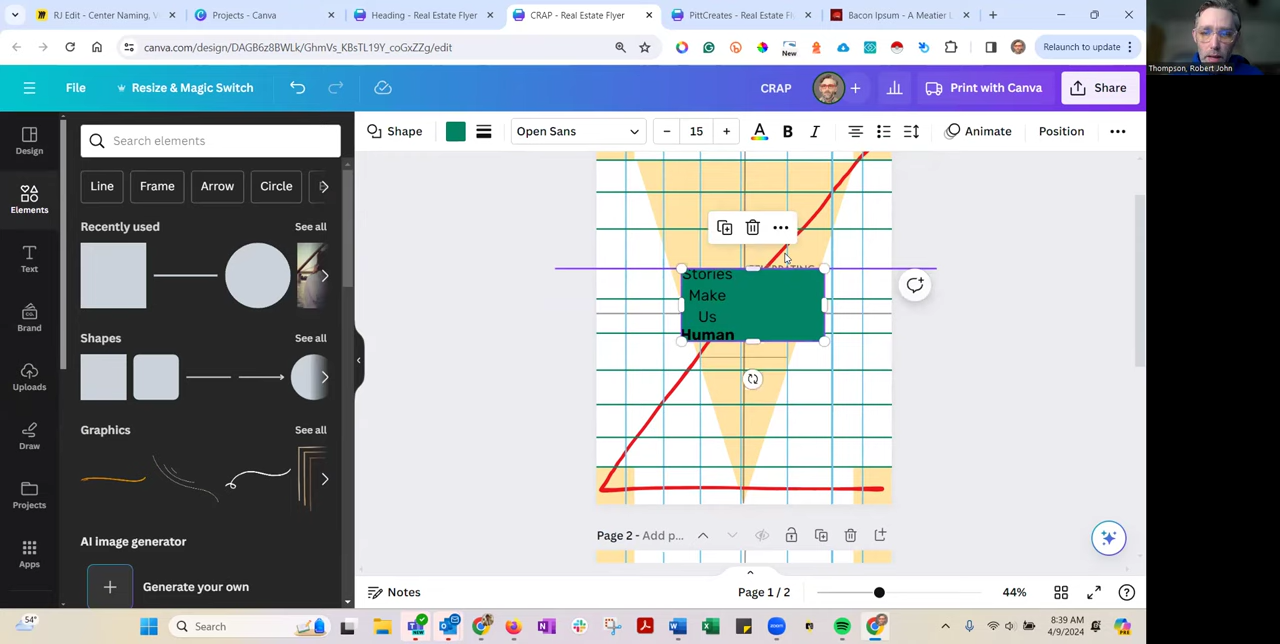 RJ Edit - Center Naming, V
Projects - Canva
Heading - Real Estate Flyer
CRAP - Real Estate Flyer
PittCreates - Real Estate Fl
Bacon Ipsum - A Meatier L
canva.com/design/DAGB6z8BWLk/GhmVs_KBsTL19Y_coGxZZg/edit
New
Relaunch to update
Thompson, Robert John
File
Resize & Magic Switch
CRAP
Print with Canva
Share
Design
Elements
Text
Brand
Uploads
Draw
Projects
Apps
Search elements
Line
Frame
Arrow
Circle
Recently used
See all
Shapes
See all
Graphics
See all
AI image generator
Generate your own
Shape
Open Sans
15
A
B
I
Animate
Position
Stories
Make
Us
Human
Page 2 - Add p...
Notes
Page 1 / 2
44%
54°
Search
8:39 AM
4/9/2024